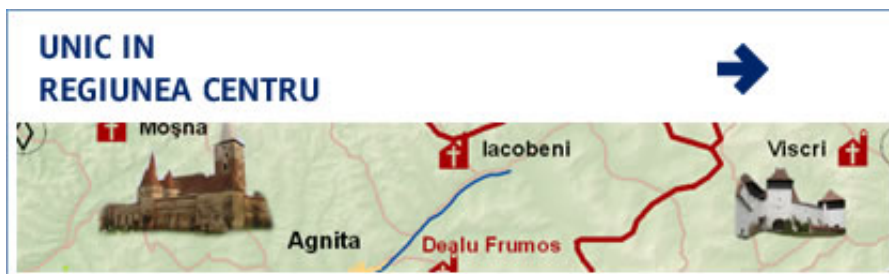 UNIC IN
REGIUNEA CENTRU
Moşna
Iacobeni
Viscri
Agnita
Dealu Frumos